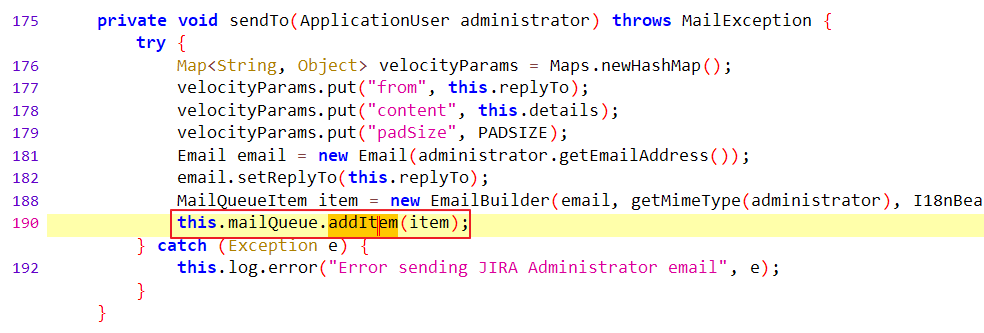 175 private void sendTo(ApplicationUser administrator) throws MailException {
try {
176 Map<String, Object> velocityParams = Maps.newHashMap();
177 velocityParams.put("from", this.replyTo);
178 velocityParams.put("content", this.details);
179 velocityParams.put("padSize", PADSIZE);
181 Email email = new Email(administrator.getEmailAddress());
182 email.setReplyTo(this.replyTo);
188 MailQueueItem item = new EmailBuilder(email, getMimeType(administrator), I18nBea
190 this.mailQueue.addItem(item);
} catch (Exception e) {
192 this.log.error("Error sending JIRA Administrator email", e);
}
}